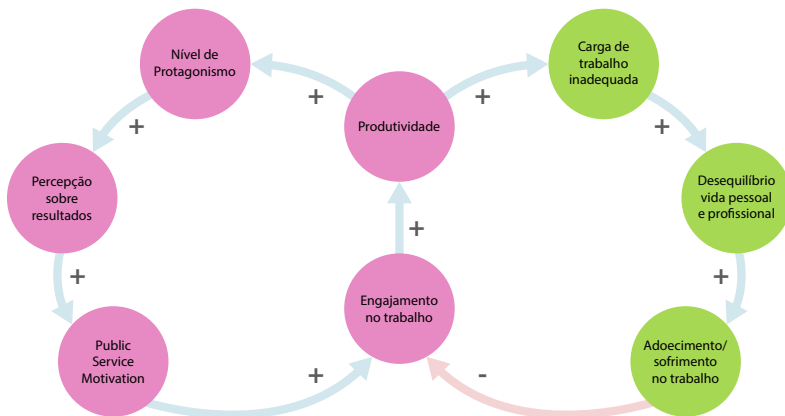 Nível de
Protagonismo
+
Produtividade
+
Carga de
trabalho
inadequada
+
+
Percepção
sobre
resultados
Desequilíbrio
vida pessoal
e profissional
+
+
+
Engajamento
no trabalho
Public
Service
Motivation
+
-
Adoecimento/
sofrimento
no trabalho